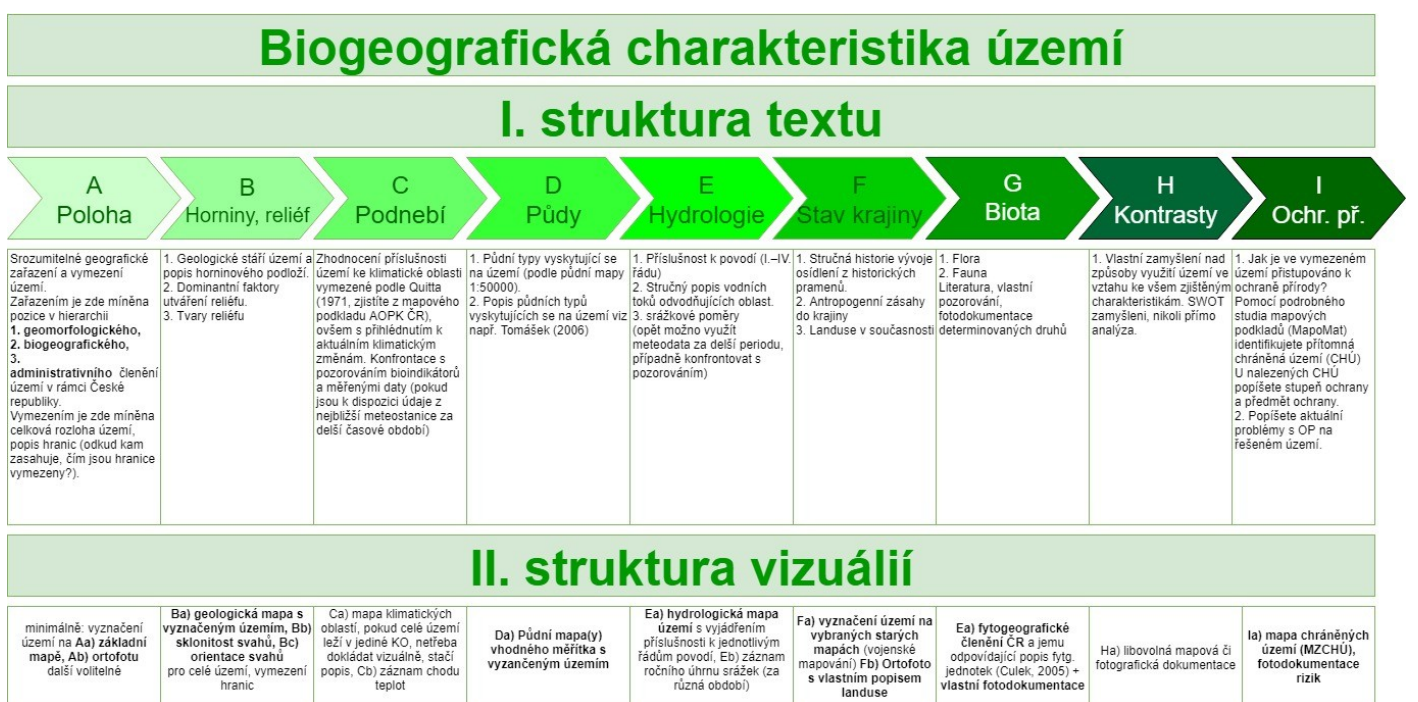 Biogeografická charakteristika území
I. struktura textu
A
Poloha
B
Horniny, reliéf
C
Podnebí
D
Půdy
E
Hydrologie
F
Stav krajiny
G
Biota
H
Kontrasty
I
Ochr. př.
Srozumitelné geografické
zařazení a vymezení
území.
Zařazením je zde míněna
pozice v hierarchii
1. geomorfologického,
2. biogeografického,
3.
administrativního členění
území v rámci České
republiky.
Vymezením je zde míněna
celková rozloha území,
popis hranic (odkud kam
zasahuje, čím jsou hranice
vymezeny?).
1. Geologické stáří území a
popis horninového podloží.
2. Dominantní faktory
utváření reliéfu.
3. Tvary reliéfu
Zhodnocení příslušnosti
území ke klimatické oblasti
vymezené podle Quitta
(1971, zjistíte z mapového
podkladu AOPK ČR),
ovšem s přihlédnutím k
aktuálním klimatickým
změnám. Konfrontace s
pozorováním bioindikátorů
a měřenými daty (pokud
jsou k dispozici údaje z
nejbližší meteostanice za
delší časové období)
1. Půdní typy vyskytující se
na území (podle půdní mapy
1:50000).
2. Popis půdních typů
vyskytujících se na území viz
např. Tomášek (2006)
1. Příslušnost k povodí (I.–IV.
řádu)
2. Stručný popis vodních
toků odvodňujících oblast.
3. srážkové poměry
(opět možno využít
meteodata za delší periodu,
případně konfrontovat s
pozorováním)
1. Stručná historie vývoje
osídlení z historických
pramenů.
2. Antropogenní zásahy
do krajiny
3. Landuse v současnosti
1. Flora
2. Fauna
Literatura, vlastní
pozorování,
fotodokumentace
determinovaných druhů
1. Vlastní zamyšlení nad
způsoby využití území ve
vztahu ke všem zjištěným
charakteristikám. SWOT
zamyšleni, nikoli přímo
analýza.
1. Jak je ve vymezeném
území přistupováno k
ochraně přírody?
Pomocí podrobného
studia mapových
podkladů (MapoMat)
identifikujete přítomná
chráněná území (CHÚ)
U nalezených CHÚ
popíšete stupeň ochrany
a předmět ochrany.
2. Popíšete aktuální
problémy s OP na
řešeném území.
II. struktura vizuálií
minimálně: vyznačení
území na Aa) základní
mapě, Ab) ortofotu
další volitelné
Ba) geologická mapa s
vyznačeným územím, Bb)
sklonitost svahů, Bc)
orientace svahů
pro celé území, vymezení
hranic
Ca) mapa klimatických
oblastí, pokud celé území
leží v jediné KO, netřeba
dokládat vizuálně, stačí
popis, Cb) záznam chodu
teplot
Da) Půdní mapa(y)
vhodného měřítka s
vyzančeným územím
Ea) hydrologická mapa
území s vyjádřením
příslušnosti k jednotlivým
řádům povodí, Eb) záznam
ročního úhrnu srážek (za
různá období)
Fa) vyznačení území na
vybraných starých
mapách (vojenské
mapování) Fb) Ortofoto
s vlastním popisem
landuse
Ea) fytogeografické
členění ČR a jemu
odpovídající popis fytg.
jednotek (Culek, 2005) +
vlastní fotodokumentace
Ha) libovolná mapová či
fotografická dokumentace
Ia) mapa chráněných
území (MZCHÚ),
fotodokumentace
rizik